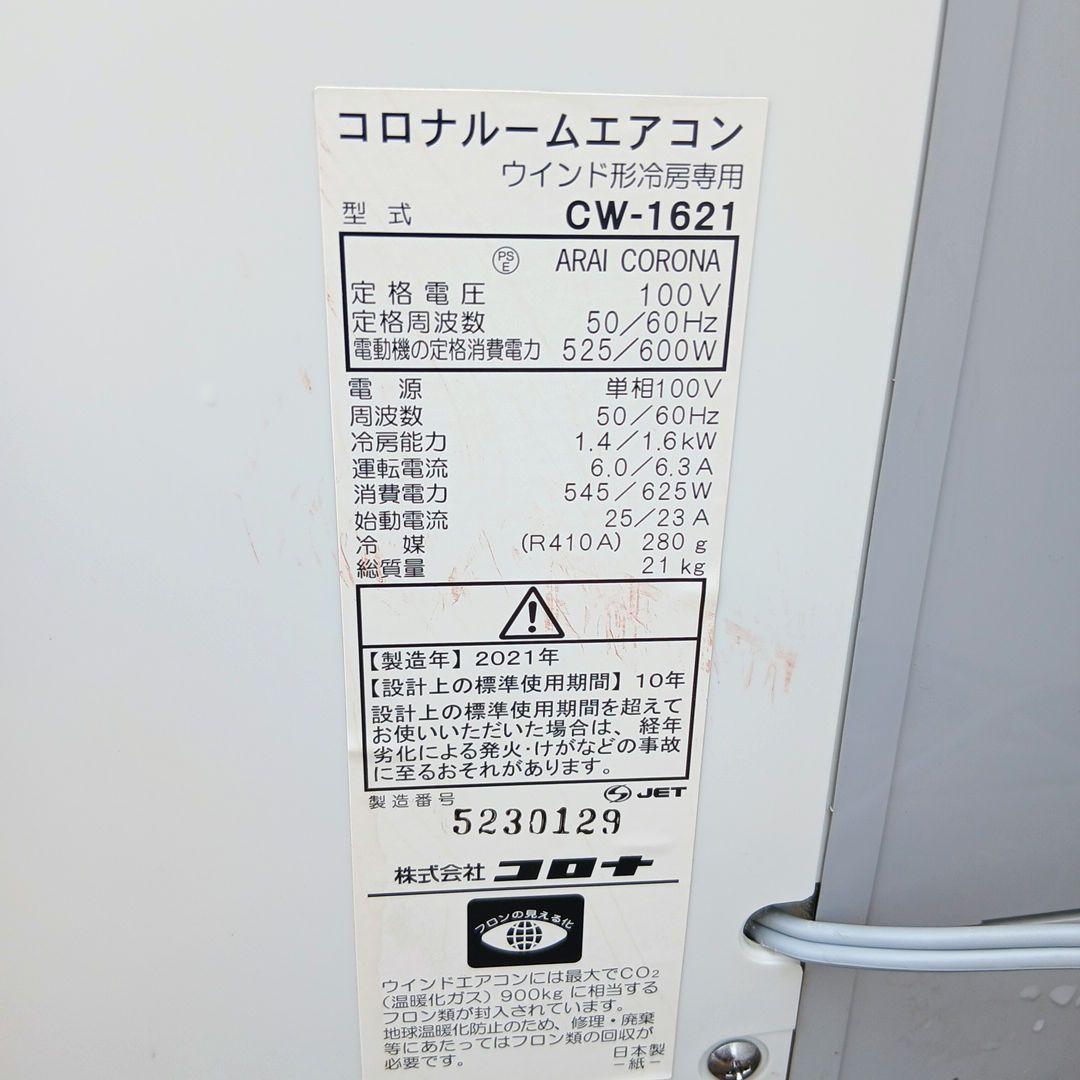 コロナルームエアコン
ウインド形冷房専用
型式 CW-1621
PSE ARAI CORONA
定格電圧 100V
定格周波数 50/60Hz
電動機の定格消費電力 525/600W
電源 単相100V
周波数 50/60Hz
冷房能力 1.4/1.6kW
運転電流 6.0/6.3A
消費電力 545/625W
始動電流 25/23A
冷媒 (R410A) 280g
総質量 21kg
【製造年】2021年
【設計上の標準使用期間】10年
設計上の標準使用期間を超えて
お使いいただいた場合は、経年
劣化による発火・けがなどの事故
に至るおそれがあります。
製造番号 JET
5230129
株式会社 コロナ
フロンの見える化
ウインドエアコンには最大でCO₂
(温暖化ガス)900kgに相当する
フロン類が封入されています。
地球温暖化防止のため、修理・廃棄
等にあたってはフロン類の回収が
必要です。 日本製
-紙-